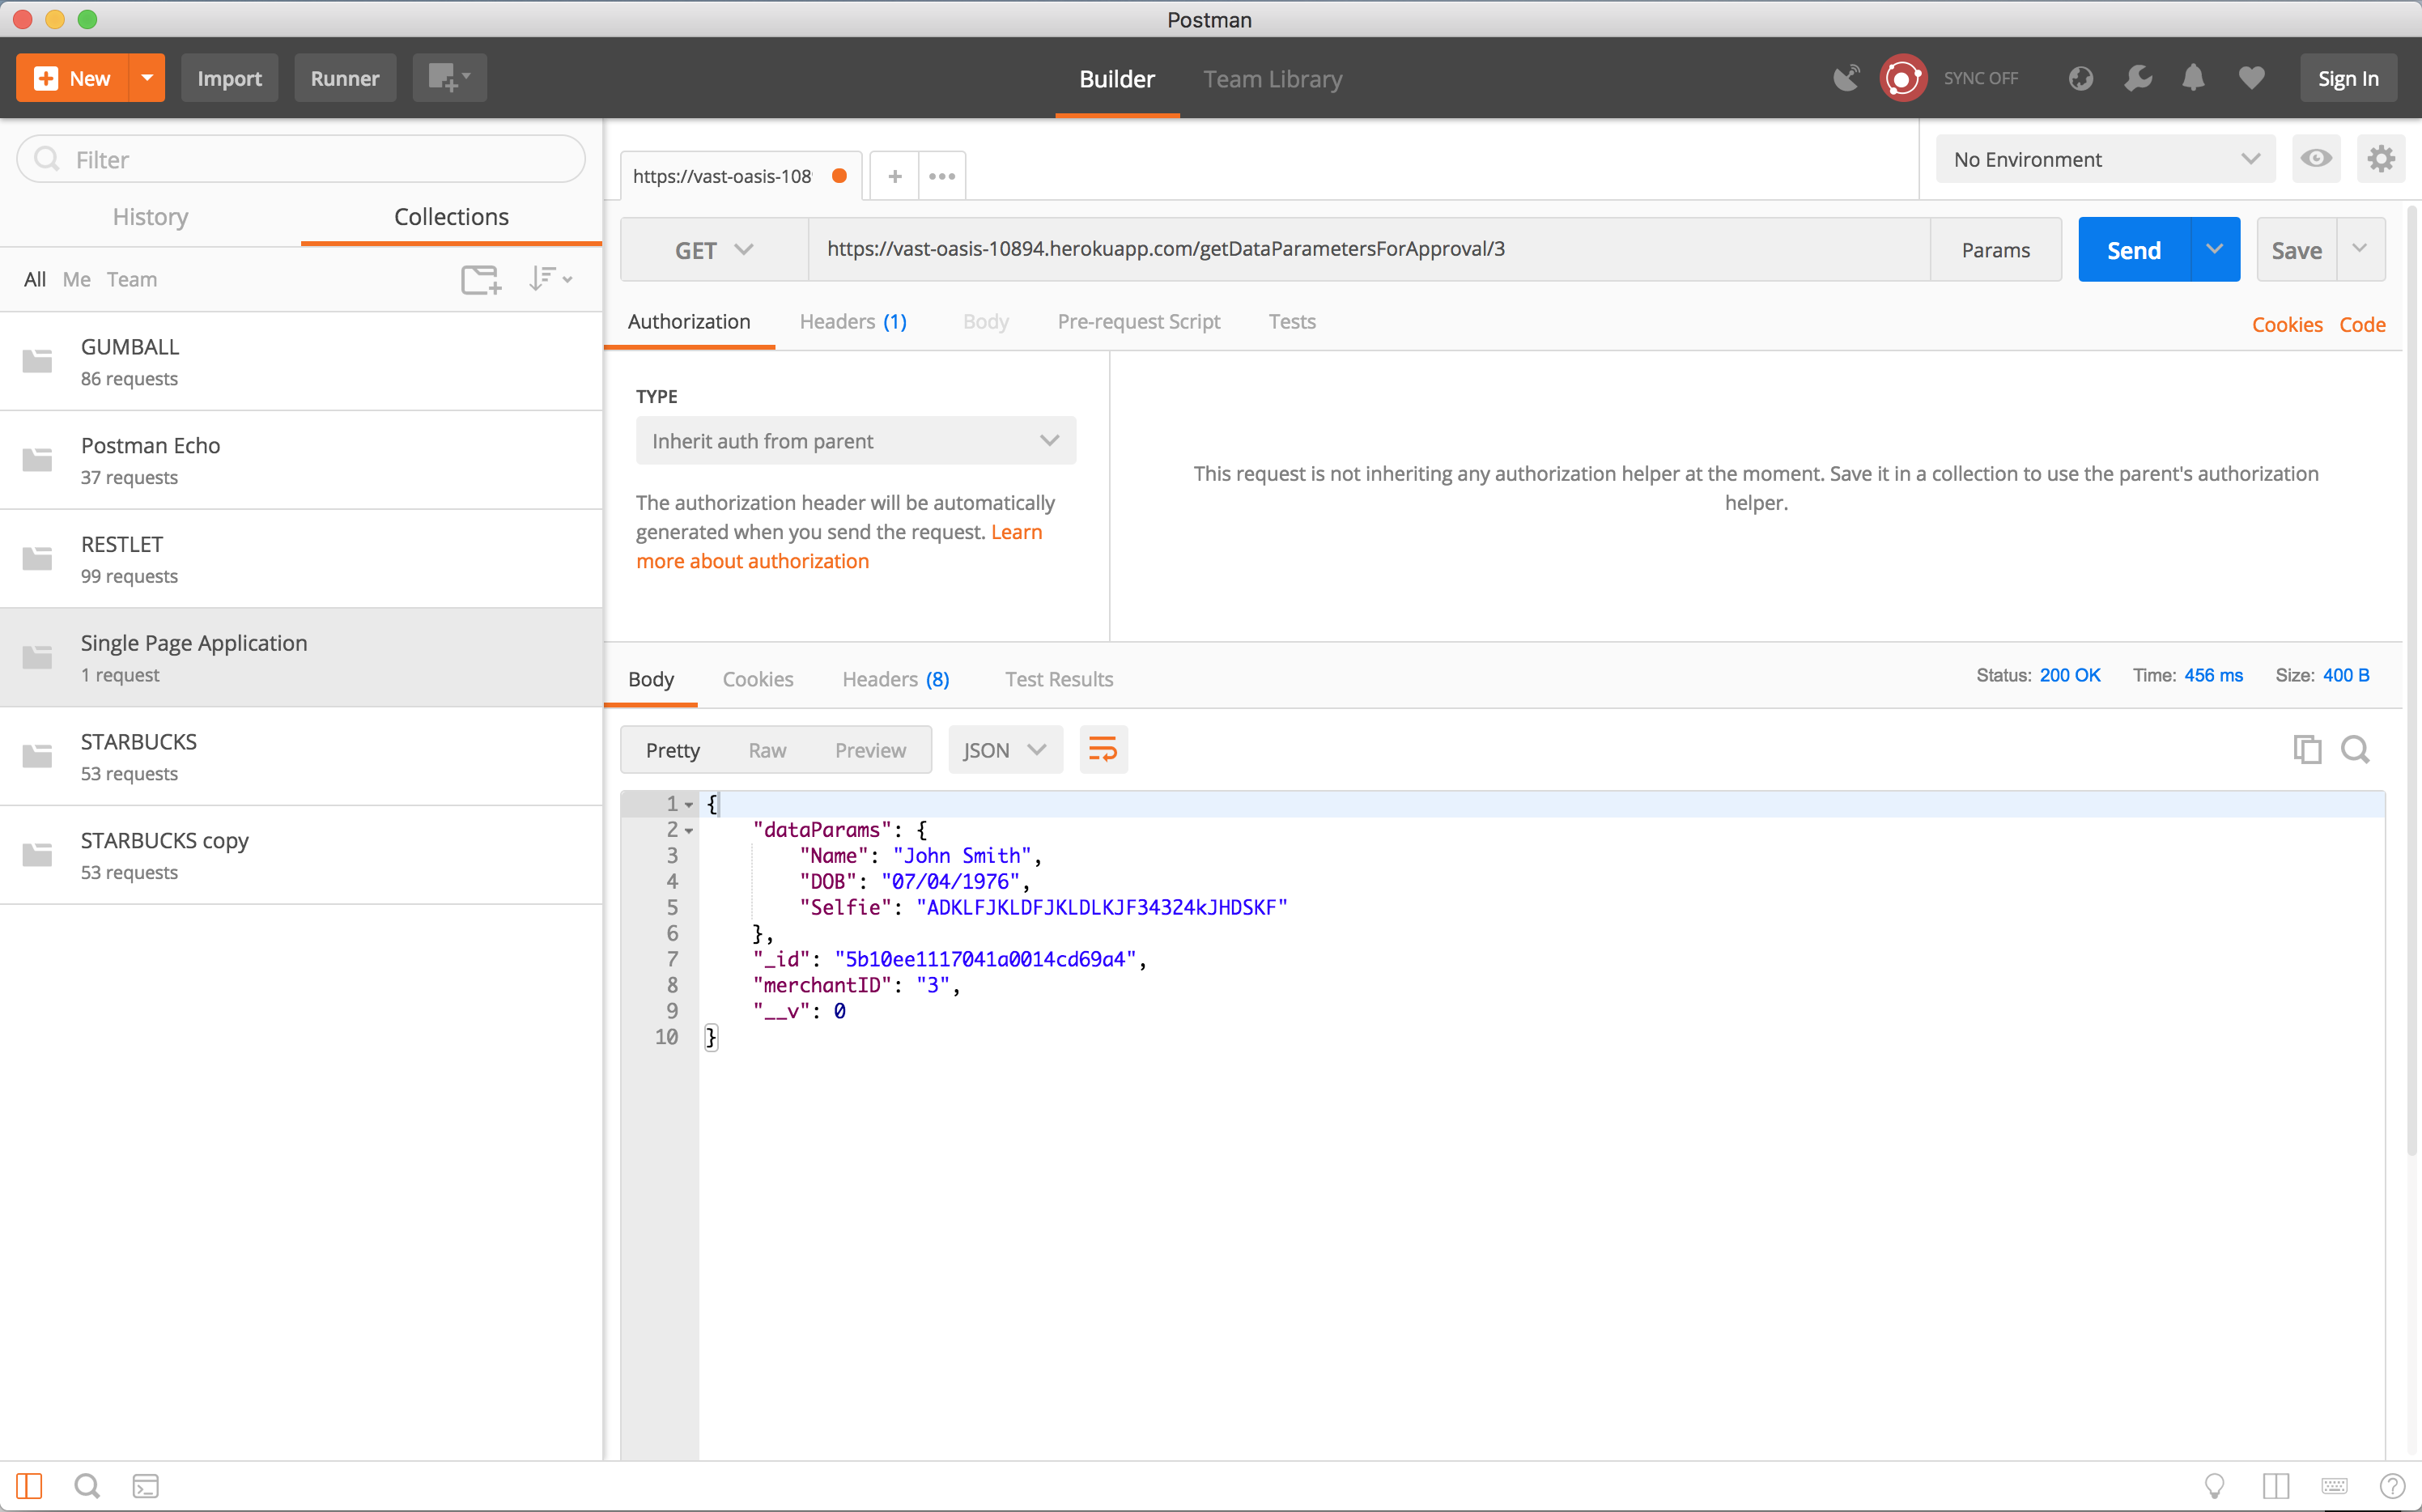 Postman
New
Import
Runner
Builder
Team Library
SYNC OFF
Sign In
Filter
History
Collections
All Me Team
GUMBALL
86 requests
Postman Echo
37 requests
RESTLET
99 requests
Single Page Application
1 request
STARBUCKS
53 requests
STARBUCKS copy
53 requests
https://vast-oasis-108
No Environment
GET
https://vast-oasis-10894.herokuapp.com/getDataParametersForApproval/3
Params
Send
Save
Authorization
Headers (1)
Body
Pre-request Script
Tests
Cookies
Code
TYPE
Inherit auth from parent
The authorization header will be automatically
generated when you send the request. Learn
more about authorization
This request is not inheriting any authorization helper at the moment. Save it in a collection to use the parent's authorization
helper.
Body
Cookies
Headers (8)
Test Results
Status: 200 OK
Time: 456 ms
Size: 400 B
Pretty
Raw
Preview
JSON
1 {
2 "dataParams": {
3 "Name": "John Smith",
4 "DOB": "07/04/1976",
5 "Selfie": "ADKLFJKLDFJKLDLKJF34324kJHDSKF"
6 },
7 "_id": "5b10ee1117041a0014cd69a4",
8 "merchantID": "3",
9 "__v": 0
10 }